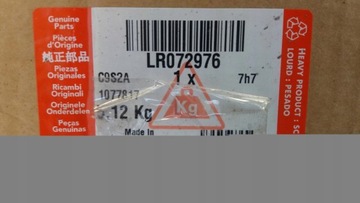 Genuine Parts
Pièces d'Origine
純正部品
Piezas Originales
Ricambi Originali
Originele Onderdelen
Peças Genuínas
LR072976
C9S2A
1 x
7h7
1077817
.12 Kg
Kg
Made In
HEAVY PRODUCT :
LOURD : PESADO